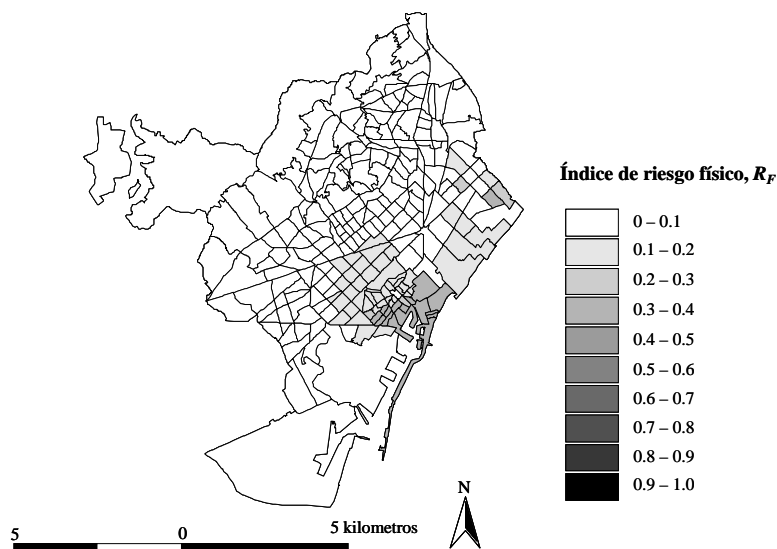 Índice de riesgo físico, R_F
0 – 0.1
0.1 – 0.2
0.2 – 0.3
0.3 – 0.4
0.4 – 0.5
0.5 – 0.6
0.6 – 0.7
0.7 – 0.8
0.8 – 0.9
0.9 – 1.0
N
5 0 5 kilometros